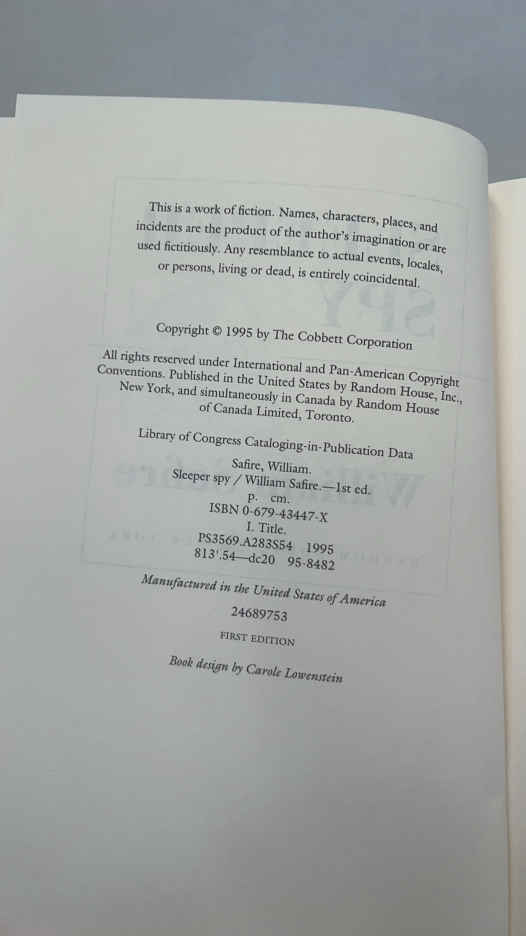 This is a work of fiction. Names, characters, places, and
incidents are the product of the author's imagination or are
used fictitiously. Any resemblance to actual events, locales,
or persons, living or dead, is entirely coincidental.
Copyright © 1995 by The Cobbett Corporation
All rights reserved under International and Pan-American Copyright
Conventions. Published in the United States by Random House, Inc.,
New York, and simultaneously in Canada by Random House
of Canada Limited, Toronto.
Library of Congress Cataloging-in-Publication Data
Safire, William.
Sleeper spy / William Safire.—1st ed.
p. cm.
ISBN 0-679-43447-X
I. Title.
PS3569.A283S54 1995
813'.54—dc20 95-8482
Manufactured in the United States of America
24689753
FIRST EDITION
Book design by Carole Lowenstein